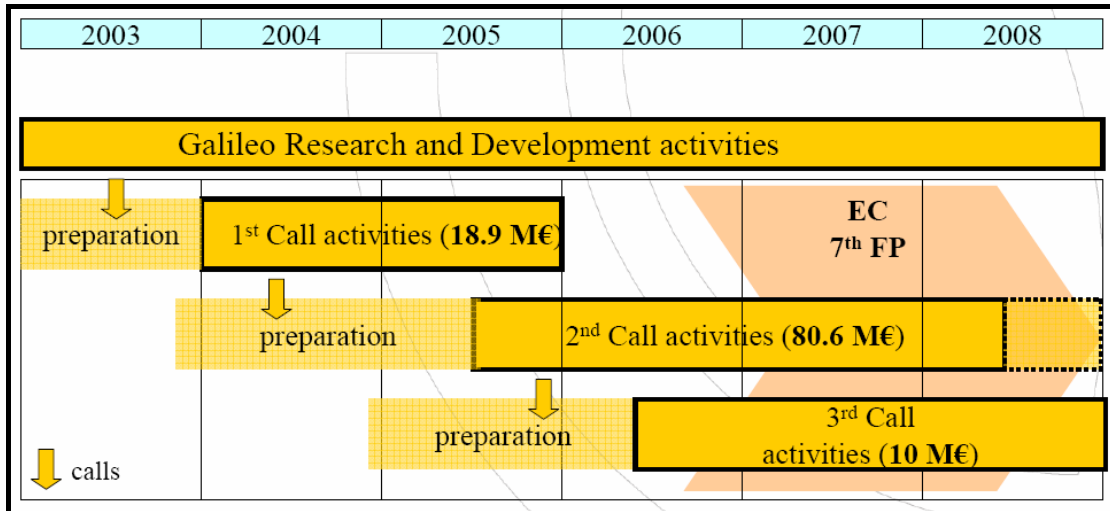 2003 2004 2005 2006 2007 2008
Galileo Research and Development activities
preparation 1st Call activities (18.9 M€)
EC
7th FP
preparation 2nd Call activities (80.6 M€)
preparation 3rd Call
activities (10 M€)
calls